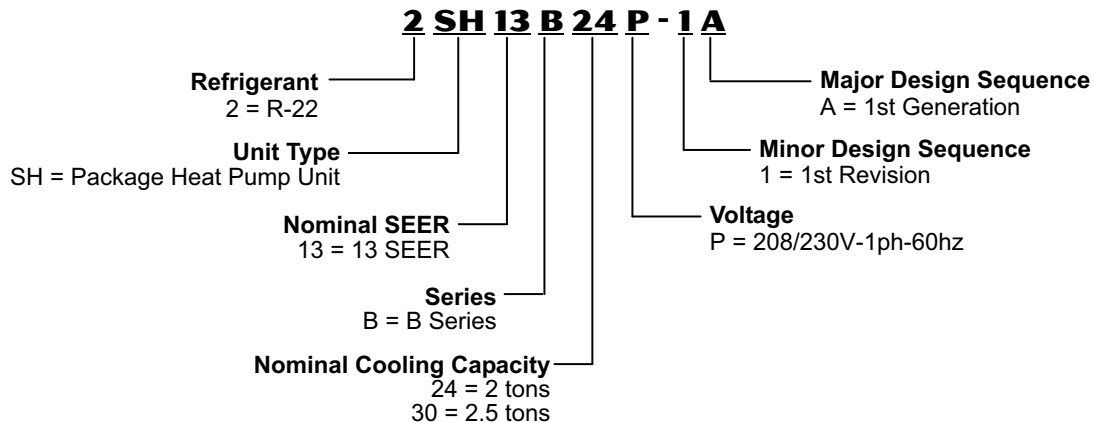 2 SH 13 B 24 P - 1 A
Refrigerant
2 = R-22
Unit Type
SH = Package Heat Pump Unit
Nominal SEER
13 = 13 SEER
Series
B = B Series
Nominal Cooling Capacity
24 = 2 tons
30 = 2.5 tons
Major Design Sequence
A = 1st Generation
Minor Design Sequence
1 = 1st Revision
Voltage
P = 208/230V-1ph-60hz